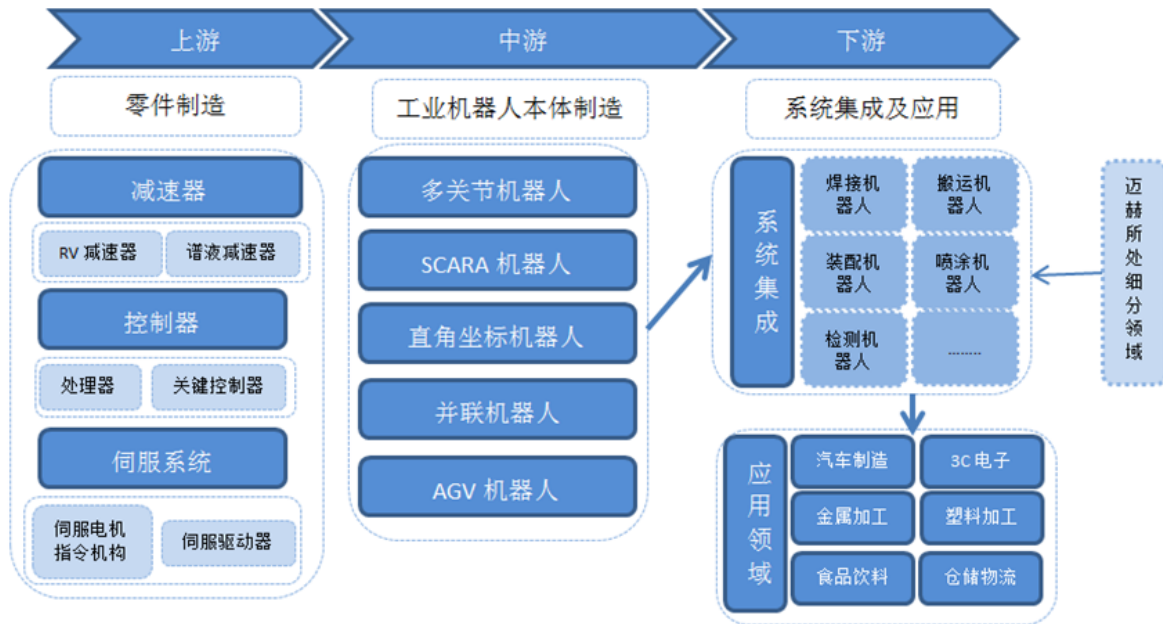 上游
中游
下游
零件制造
工业机器人本体制造
系统集成及应用
减速器
RV 减速器
谱液减速器
控制器
处理器
关键控制器
伺服系统
伺服电机
指令机构
伺服驱动器
多关节机器人
SCARA 机器人
直角坐标机器人
并联机器人
AGV 机器人
系统集成
焊接机
器人
搬运机
器人
装配机
器人
喷涂机
器人
检测机
器人
........
应用领域
汽车制造
3C 电子
金属加工
塑料加工
食品饮料
仓储物流
迈赫所处细分领域